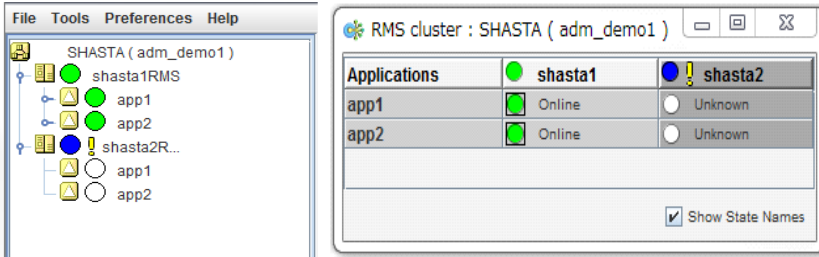 File Tools Preferences Help
SHASTA ( adm_demo1 )
shasta1RMS
app1
app2
shasta2R...
app1
app2
RMS cluster : SHASTA ( adm_demo1 )
Applications shasta1 shasta2
app1 Online Unknown
app2 Online Unknown
Show State Names